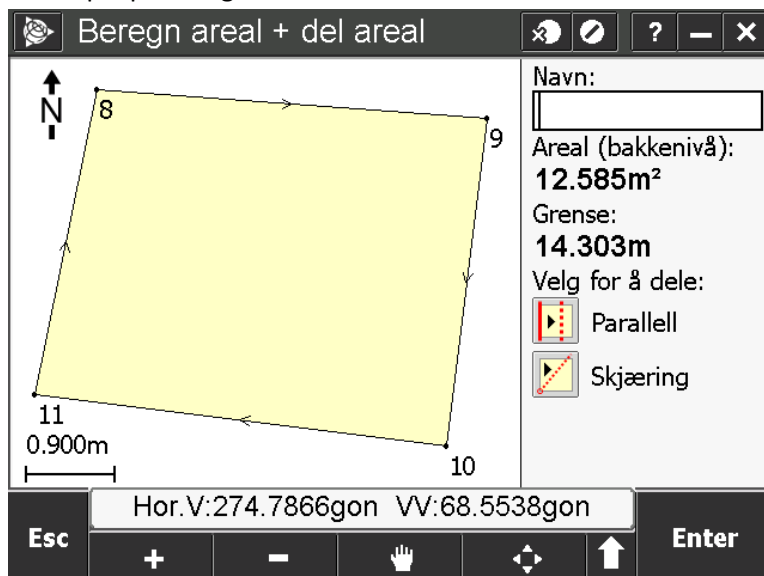 Beregn areal + del areal
?
N
8
9
11
10
0.900m
Navn:
Areal (bakkenivå):
12.585m²
Grense:
14.303m
Velg for å dele:
Parallell
Skjæring
Hor.V:274.7866gon VV:68.5538gon
Esc
Enter